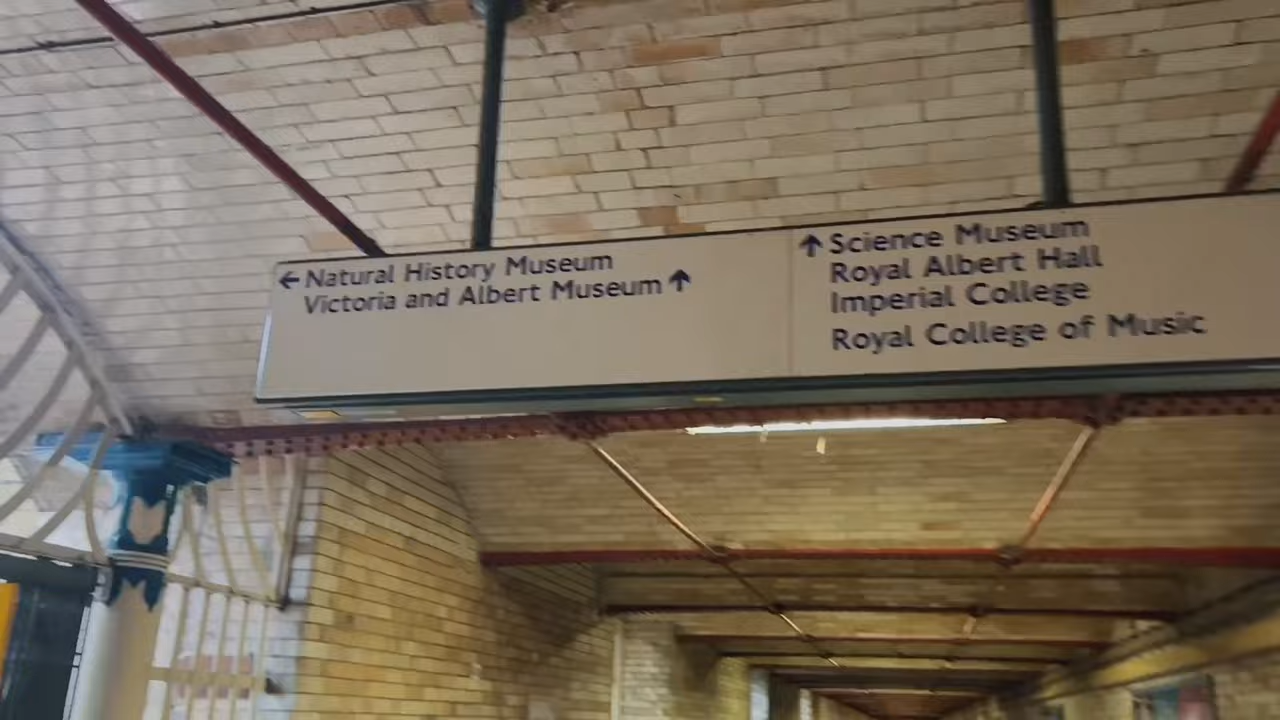 ← Natural History Museum
Victoria and Albert Museum ↑
↑ Science Museum
Royal Albert Hall
Imperial College
Royal College of Music